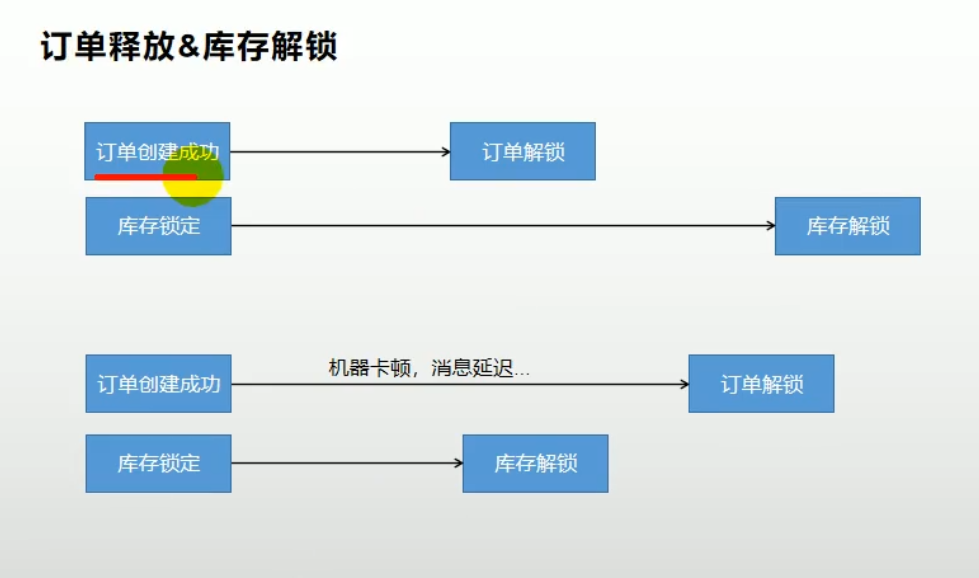 订单释放&库存解锁
订单创建成功
订单解锁
库存锁定
库存解锁
机器卡顿，消息延迟...
订单创建成功
订单解锁
库存锁定
库存解锁